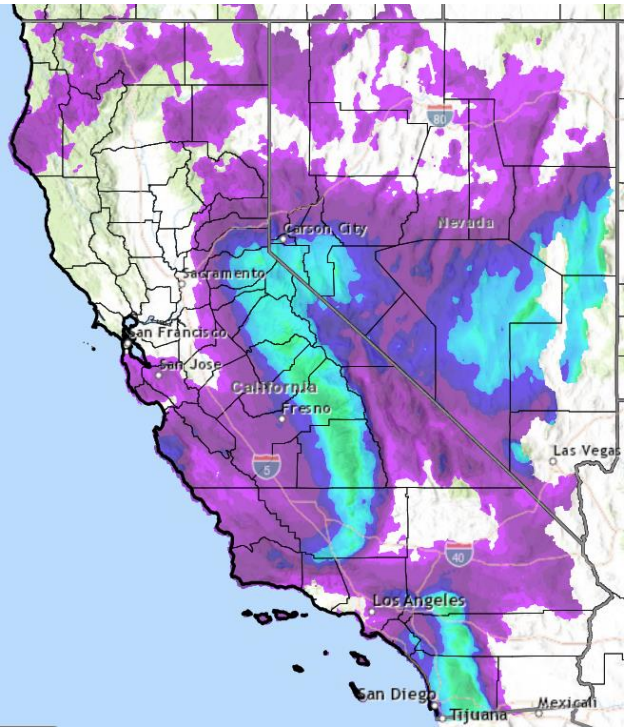 80
Carson City
Nevada
Sacramento
San Francisco
San Jose
California
Fresno
5
Las Vegas
40
Los Angeles
San Diego
Tijuana
Mexicali